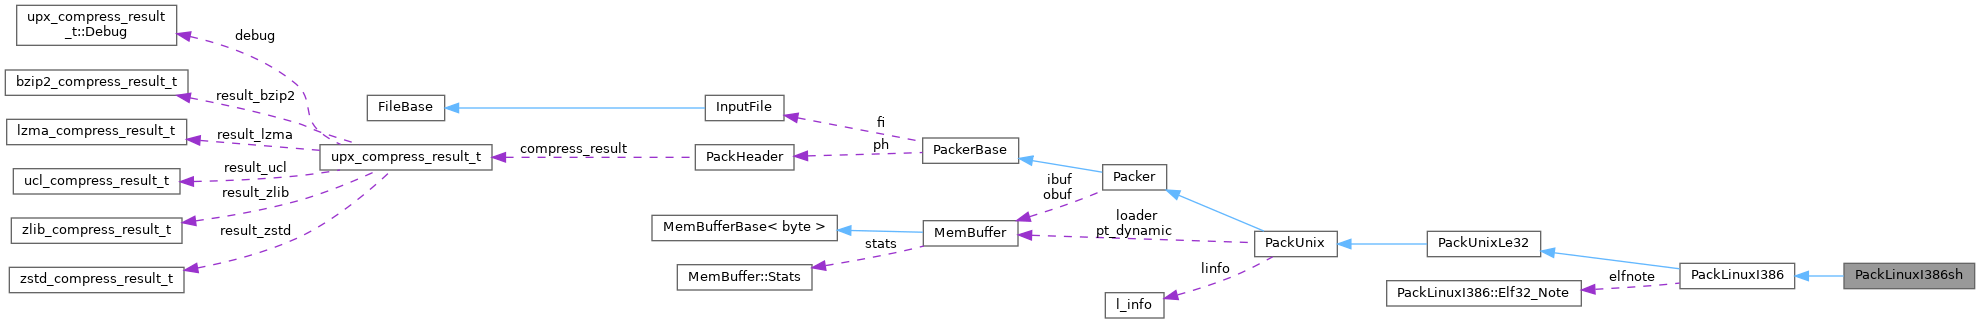 upx_compress_result
_t::Debug
debug
bzip2_compress_result_t
result_bzip2
lzma_compress_result_t
result_lzma
ucl_compress_result_t
result_ucl
zlib_compress_result_t
result_zlib
zstd_compress_result_t
result_zstd
upx_compress_result_t
compress_result
FileBase
InputFile
PackHeader
fi
ph
PackerBase
MemBufferBase< byte >
MemBuffer::Stats
stats
MemBuffer
ibuf
obuf
Packer
loader
pt_dynamic
linfo
l_info
PackUnix
PackUnixLe32
PackLinuxI386::Elf32_Note
elfnote
PackLinuxI386
PackLinuxI386sh